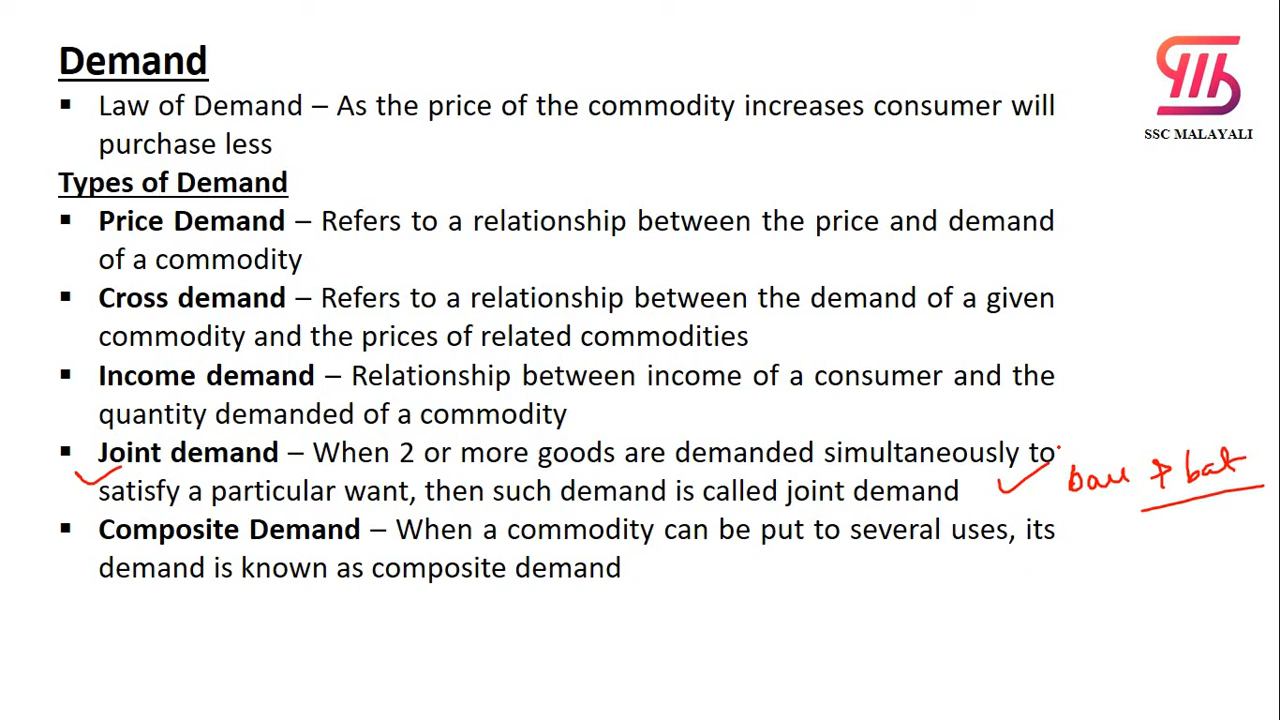 Demand
▪ Law of Demand – As the price of the commodity increases consumer will
purchase less
Types of Demand
▪ Price Demand – Refers to a relationship between the price and demand
of a commodity
▪ Cross demand – Refers to a relationship between the demand of a given
commodity and the prices of related commodities
▪ Income demand – Relationship between income of a consumer and the
quantity demanded of a commodity
▪ Joint demand – When 2 or more goods are demanded simultaneously to
satisfy a particular want, then such demand is called joint demand
▪ Composite Demand – When a commodity can be put to several uses, its
demand is known as composite demand
SSC MALAYALI
ball + bat